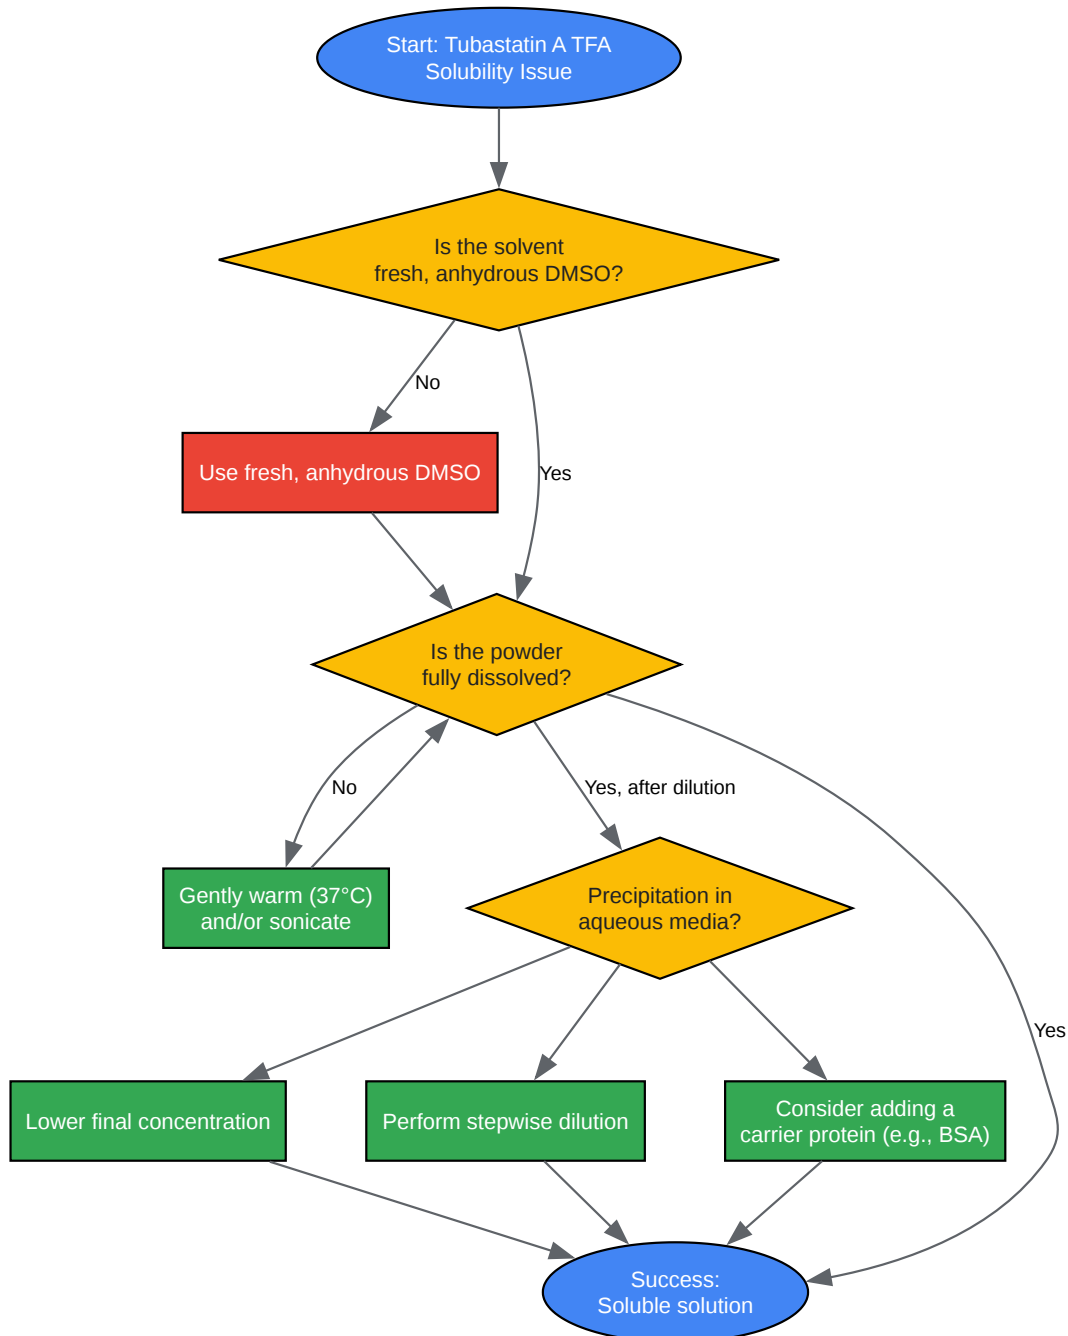 Start: Tubastatin A TFA
Solubility Issue
Is the solvent
fresh, anhydrous DMSO?
No
Use fresh, anhydrous DMSO
Yes
Is the powder
fully dissolved?
No
Yes, after dilution
Gently warm (37°C)
and/or sonicate
Precipitation in
aqueous media?
Yes
Lower final concentration
Perform stepwise dilution
Consider adding a
carrier protein (e.g., BSA)
Success:
Soluble solution